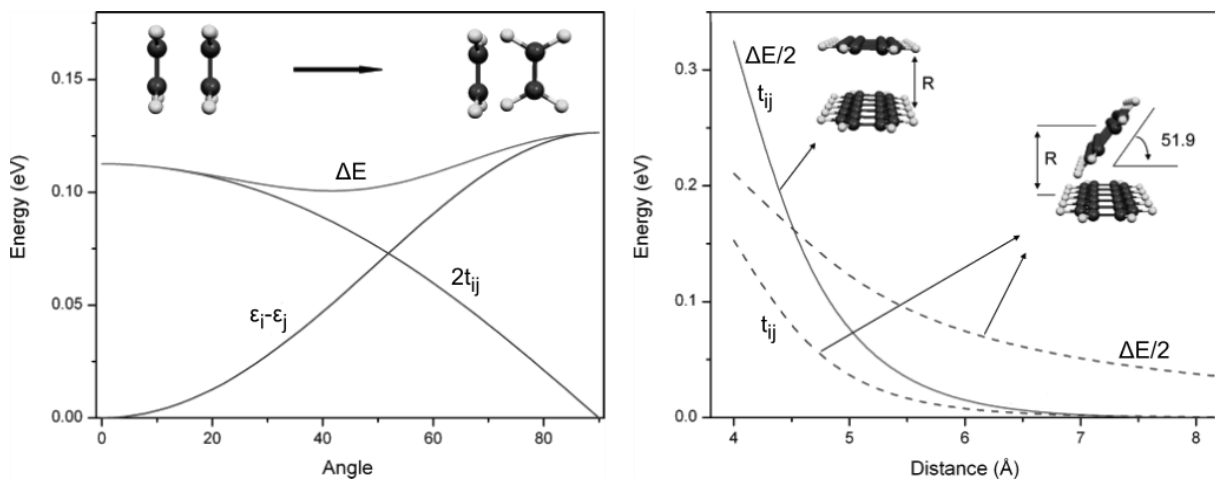 0.15
0.10
0.05
0.00
Energy (eV)
0
20
40
60
80
Angle
ΔE
2t_ij
ε_i-ε_j
0.3
0.2
0.1
0.0
Energy (eV)
4
5
6
7
8
Distance (Å)
ΔE/2
t_ij
R
R
51.9
t_ij
ΔE/2